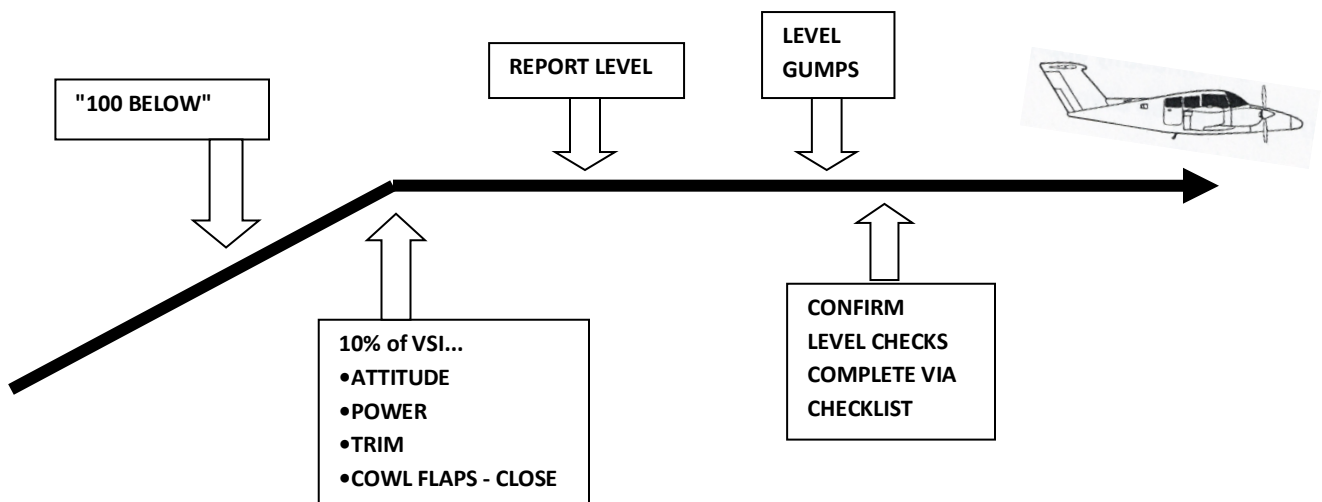 "100 BELOW"
REPORT LEVEL
LEVEL
GUMPS
10% of VSI...
•ATTITUDE
•POWER
•TRIM
•COWL FLAPS - CLOSE
CONFIRM
LEVEL CHECKS
COMPLETE VIA
CHECKLIST